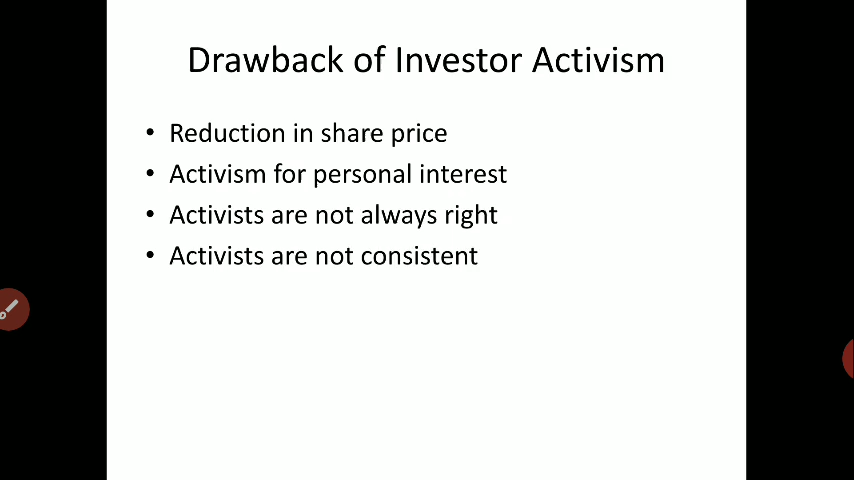 Drawback of Investor Activism
• Reduction in share price
• Activism for personal interest
• Activists are not always right
• Activists are not consistent